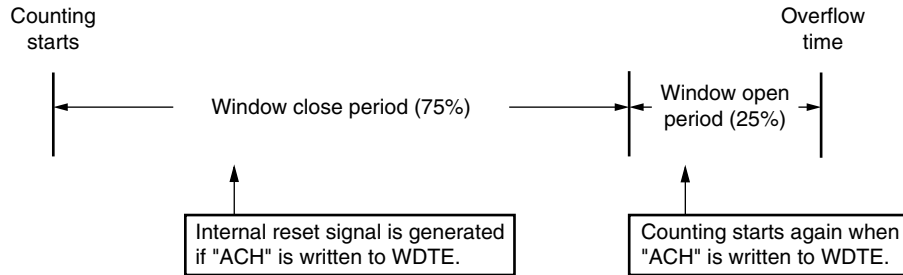 Counting
starts
Overflow
time
Window close period (75%)
Window open
period (25%)
Internal reset signal is generated
if "ACH" is written to WDTE.
Counting starts again when
"ACH" is written to WDTE.